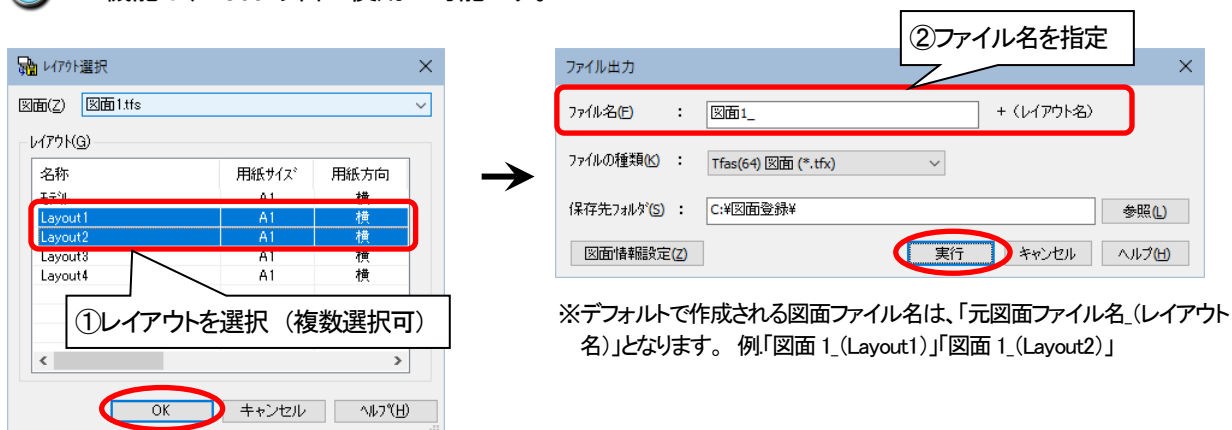 ②ファイル名を指定
レイアウト選択
図面(Z) 図面1.tfs
レイアウト(G)
名称 用紙サイズ 用紙方向
モデル A1 横
Layout1 A1 横
Layout2 A1 横
Layout3 A1 横
Layout4 A1 横
①レイアウトを選択 (複数選択可)
OK キャンセル ヘルプ(H)
ファイル出力
ファイル名(F) : 図面1_ + (レイアウト名)
ファイルの種類(K) : Tfas(64) 図面 (*.tfx)
保存先フォルダ(S) : C:¥図面登録¥ 参照(L)
図面情報設定(Z) 実行 キャンセル ヘルプ(H)
※デフォルトで作成される図面ファイル名は、「元図面ファイル名_(レイアウト
名)」となります。 例.「図面 1_(Layout1)」「図面 1_(Layout2)」